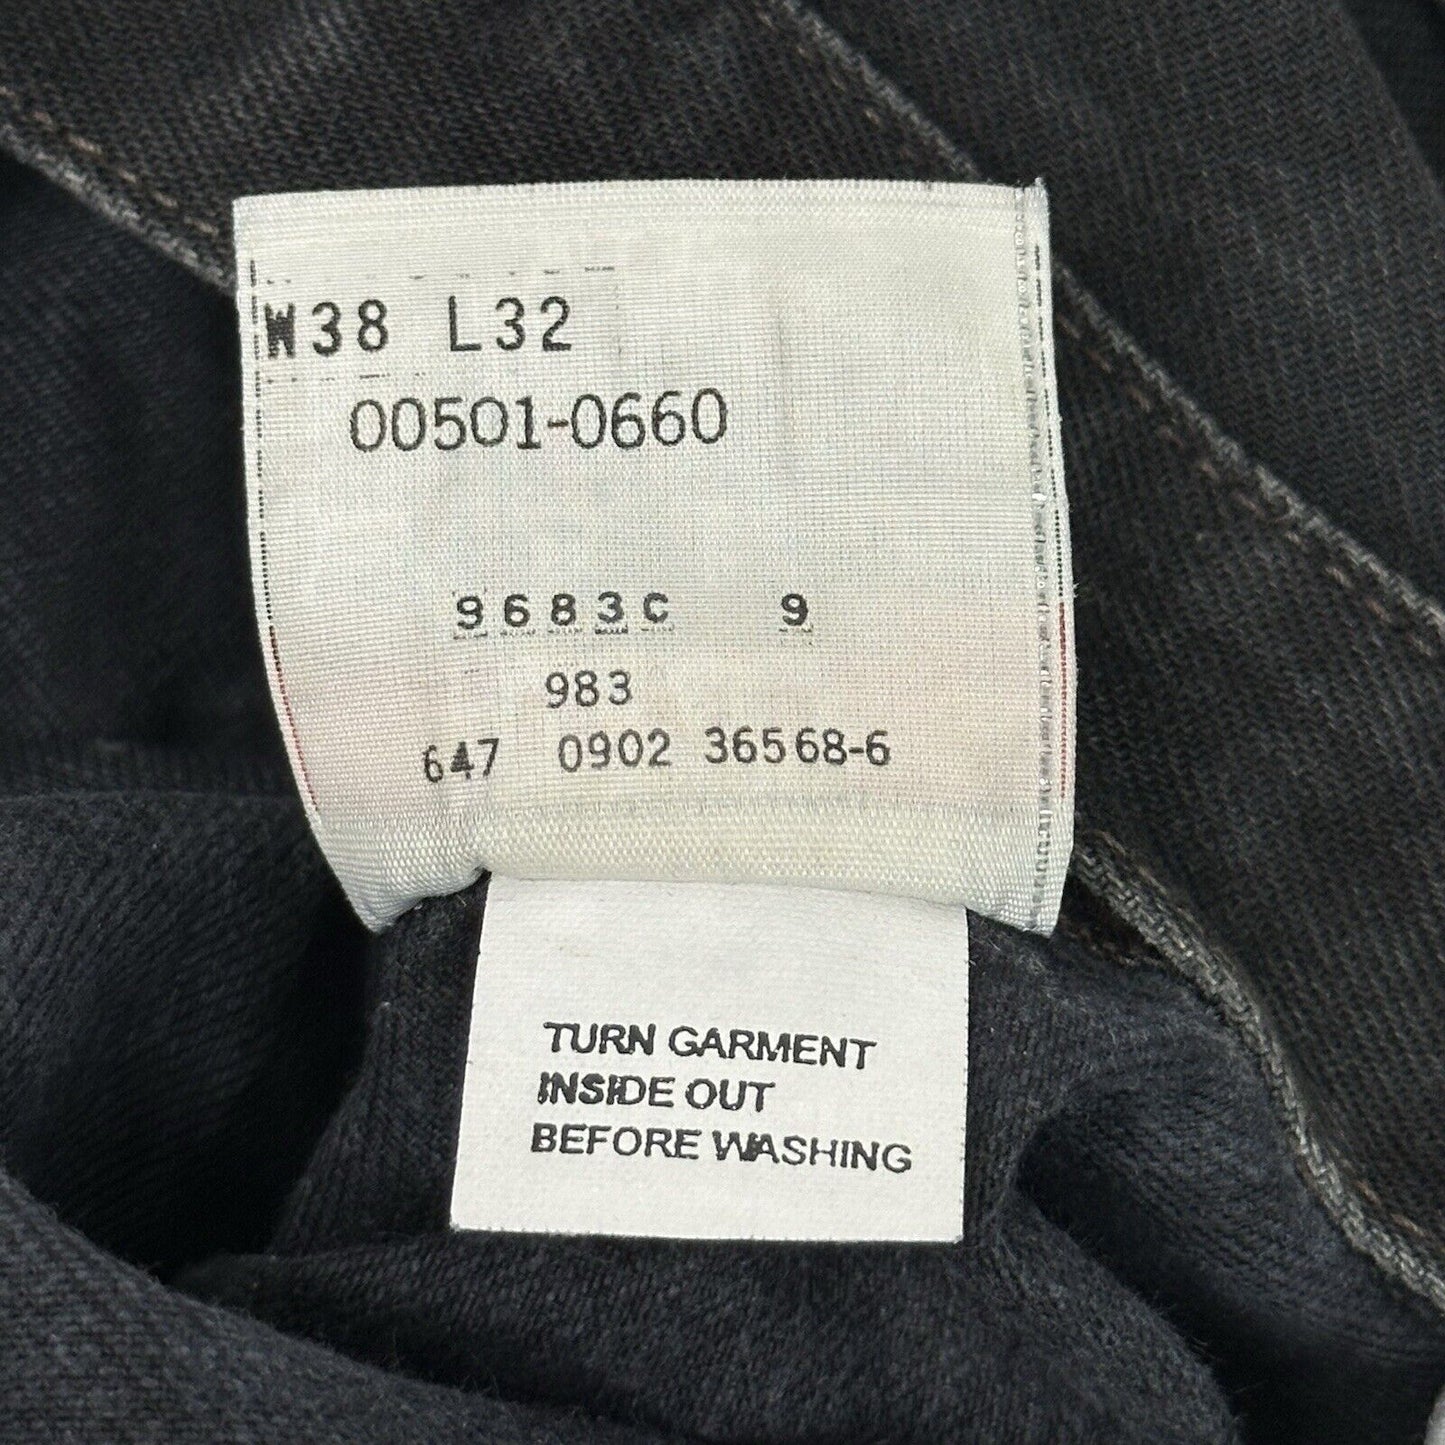 W38 L32
00501-0660
9683C 9
983
647 0902 36568-6
TURN GARMENT
INSIDE OUT
BEFORE WASHING